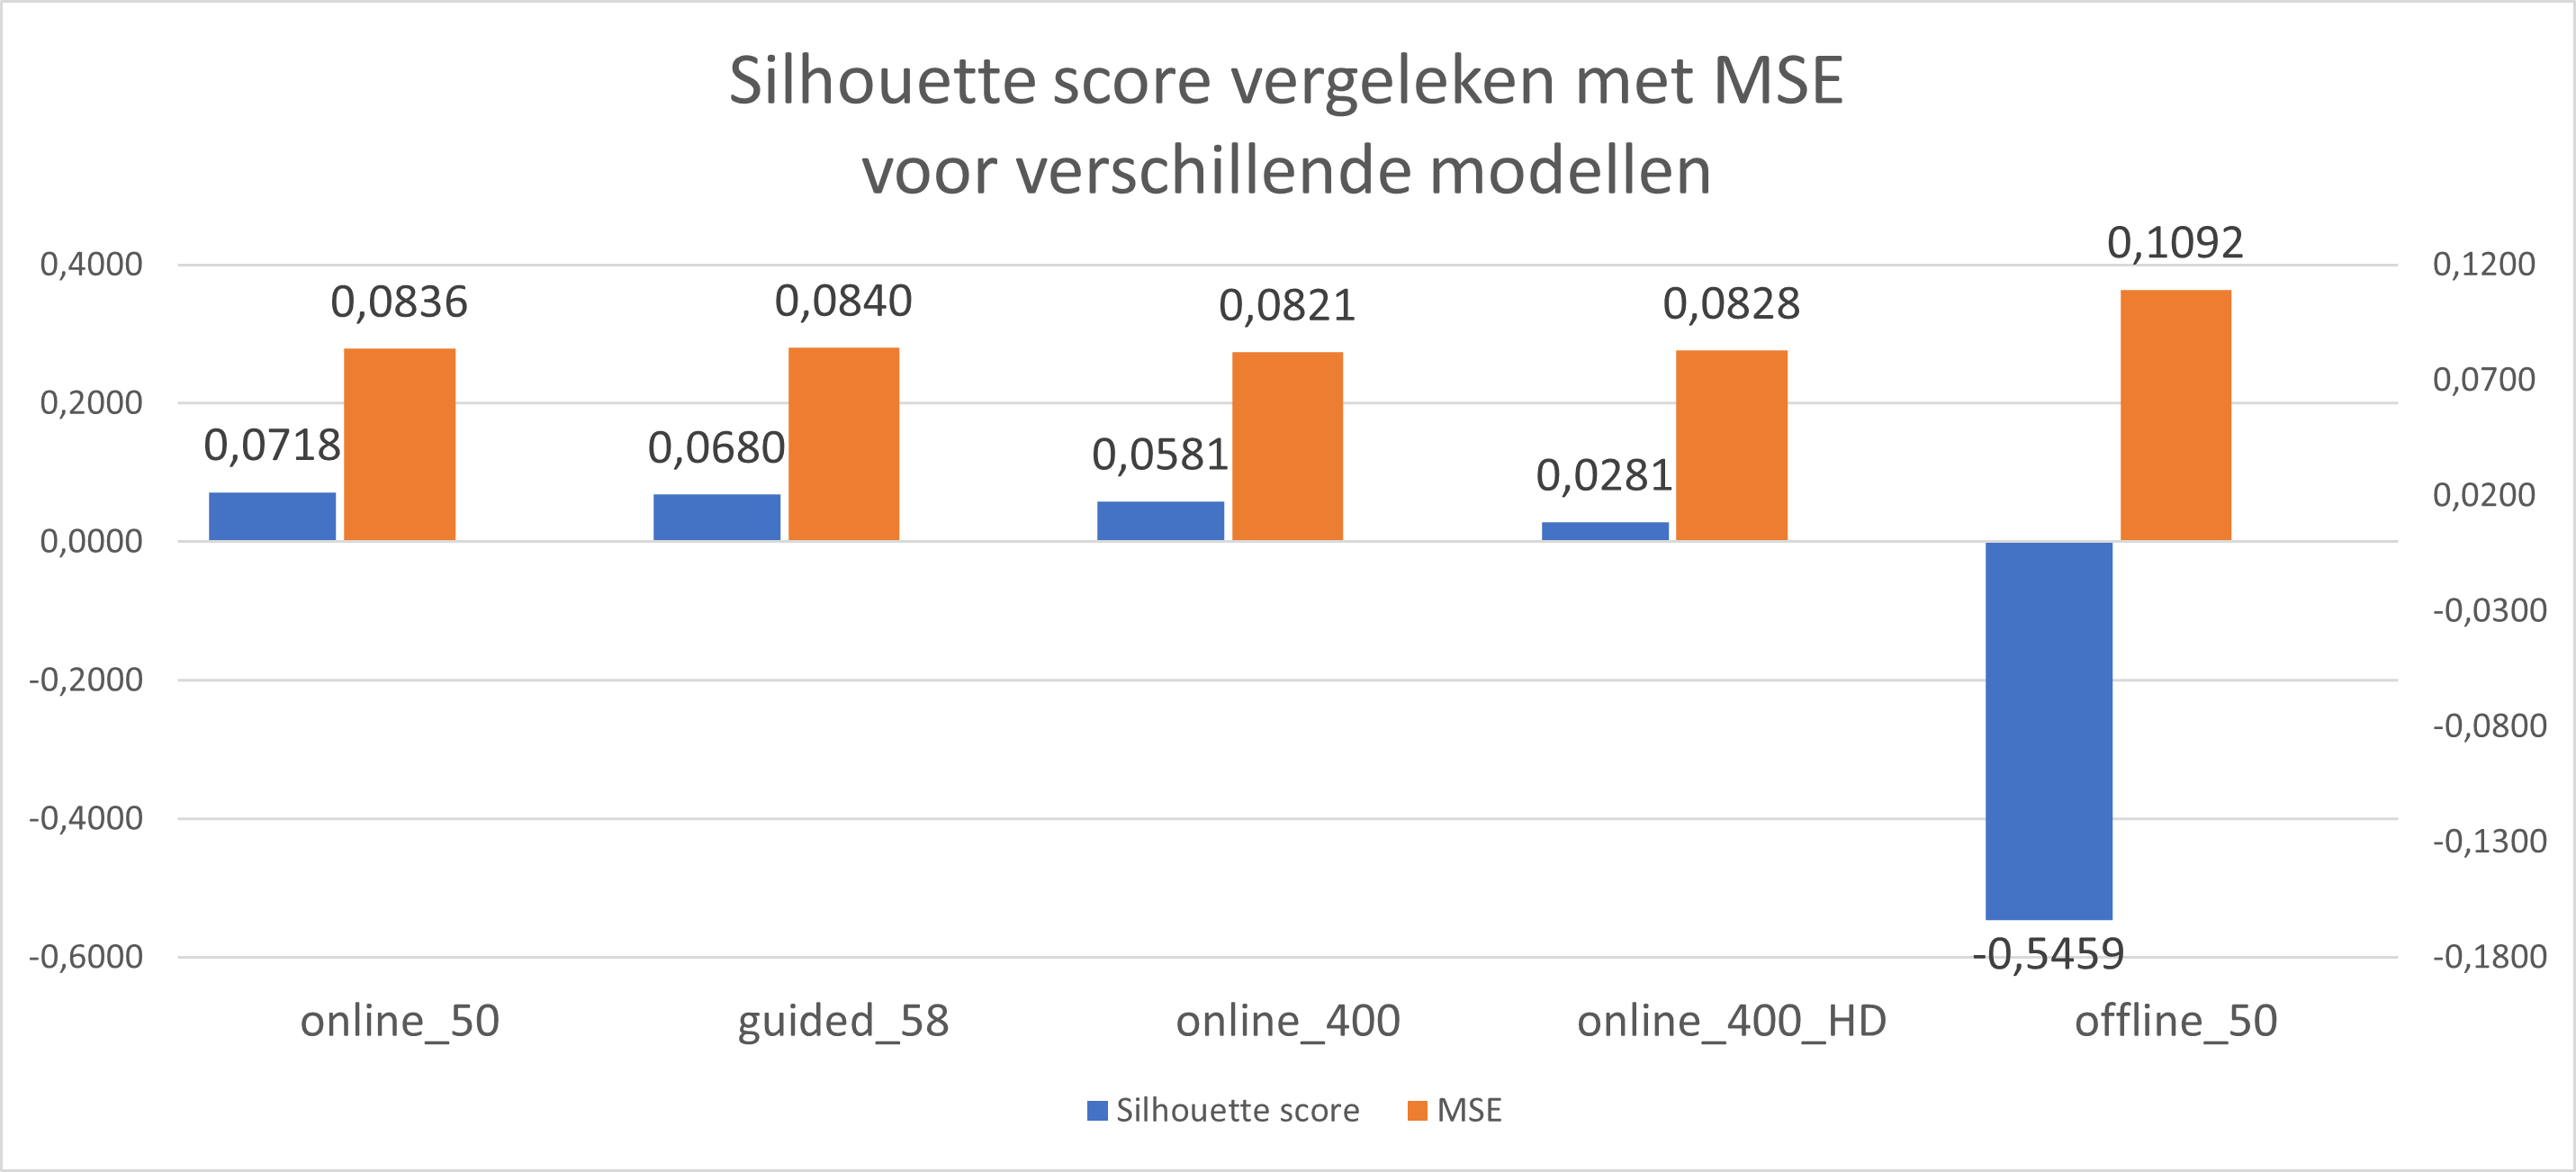 Silhouette score vergeleken met MSE
voor verschillende modellen
0,4000
0,2000
0,0000
-0,2000
-0,4000
-0,6000
0,0718
0,0836
0,0680
0,0840
0,0581
0,0821
0,0281
0,0828
-0,5459
0,1092
0,1200
0,0700
0,0200
-0,0300
-0,0800
-0,1300
-0,1800
online_50
guided_58
online_400
online_400_HD
offline_50
Silhouette score
MSE